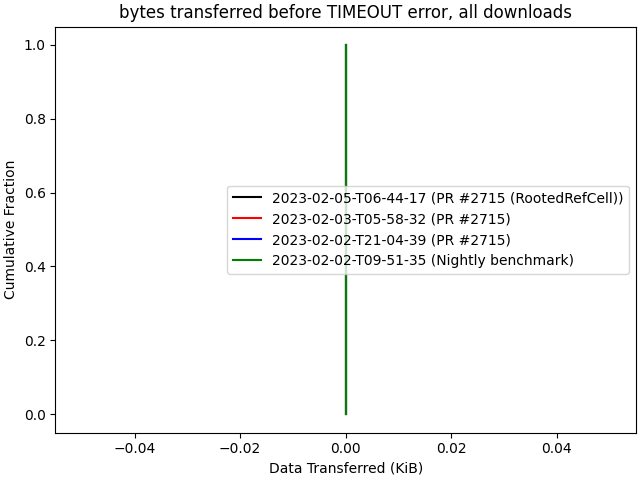 bytes transferred before TIMEOUT error, all downloads
Cumulative Fraction
1.0
0.8
0.6
0.4
0.2
0.0
2023-02-05-T06-44-17 (PR #2715 (RootedRefCell))
2023-02-03-T05-58-32 (PR #2715)
2023-02-02-T21-04-39 (PR #2715)
2023-02-02-T09-51-35 (Nightly benchmark)
−0.04 −0.02 0.00 0.02 0.04
Data Transferred (KiB)